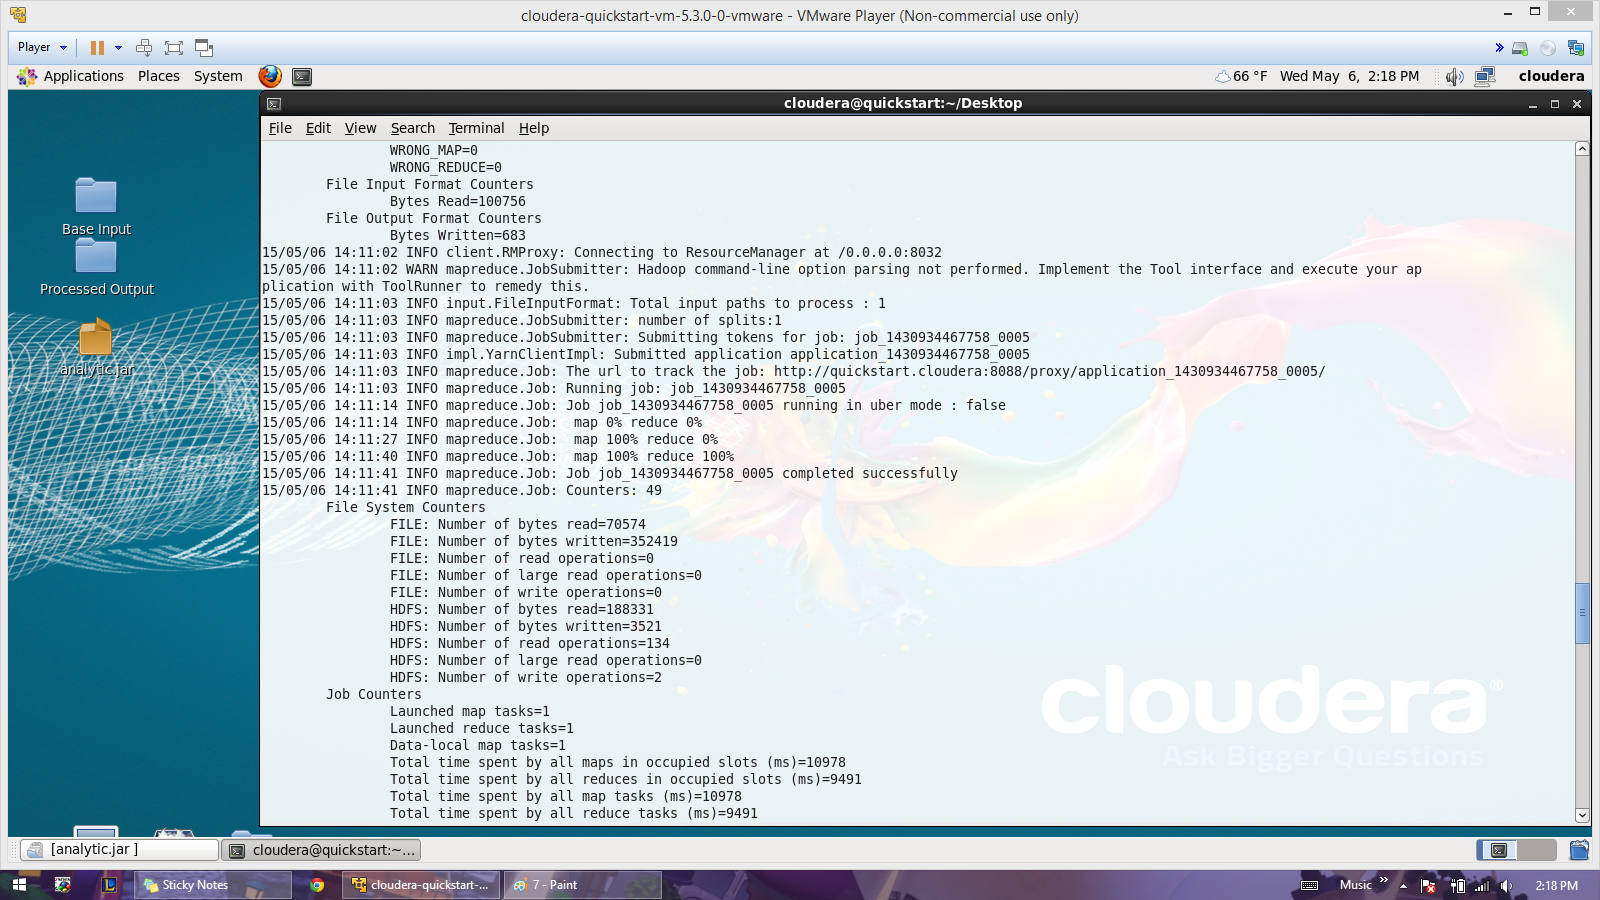 cloudera-quickstart-vm-5.3.0-0-vmware - VMware Player (Non-commercial use only)
Player
Applications Places System
66 °F Wed May 6, 2:18 PM
cloudera
cloudera@quickstart:~/Desktop
File Edit View Search Terminal Help
WRONG_MAP=0
WRONG_REDUCE=0
File Input Format Counters
Bytes Read=100756
File Output Format Counters
Bytes Written=683
15/05/06 14:11:02 INFO client.RMProxy: Connecting to ResourceManager at /0.0.0.0:8032
15/05/06 14:11:02 WARN mapreduce.JobSubmitter: Hadoop command-line option parsing not performed. Implement the Tool interface and execute your ap
plication with ToolRunner to remedy this.
15/05/06 14:11:03 INFO input.FileInputFormat: Total input paths to process : 1
15/05/06 14:11:03 INFO mapreduce.JobSubmitter: number of splits:1
15/05/06 14:11:03 INFO mapreduce.JobSubmitter: Submitting tokens for job: job_1430934467758_0005
15/05/06 14:11:03 INFO impl.YarnClientImpl: Submitted application application_1430934467758_0005
15/05/06 14:11:03 INFO mapreduce.Job: The url to track the job: http://quickstart.cloudera:8088/proxy/application_1430934467758_0005/
15/05/06 14:11:03 INFO mapreduce.Job: Running job: job_1430934467758_0005
15/05/06 14:11:14 INFO mapreduce.Job: Job job_1430934467758_0005 running in uber mode : false
15/05/06 14:11:14 INFO mapreduce.Job:  map 0% reduce 0%
15/05/06 14:11:27 INFO mapreduce.Job:  map 100% reduce 0%
15/05/06 14:11:40 INFO mapreduce.Job:  map 100% reduce 100%
15/05/06 14:11:41 INFO mapreduce.Job: Job job_1430934467758_0005 completed successfully
15/05/06 14:11:41 INFO mapreduce.Job: Counters: 49
File System Counters
FILE: Number of bytes read=70574
FILE: Number of bytes written=352419
FILE: Number of read operations=0
FILE: Number of large read operations=0
FILE: Number of write operations=0
HDFS: Number of bytes read=188331
HDFS: Number of bytes written=3521
HDFS: Number of read operations=134
HDFS: Number of large read operations=0
HDFS: Number of write operations=2
Job Counters
Launched map tasks=1
Launched reduce tasks=1
Data-local map tasks=1
Total time spent by all maps in occupied slots (ms)=10978
Total time spent by all reduces in occupied slots (ms)=9491
Total time spent by all map tasks (ms)=10978
Total time spent by all reduce tasks (ms)=9491
Base Input
Processed Output
analytic.jar
cloudera®
Ask Bigger Questions
[analytic.jar ]
cloudera@quickstart:~...
Sticky Notes
cloudera-quickstart-...
7 - Paint
Music
2:18 PM